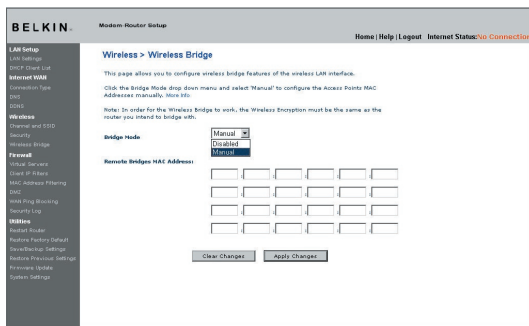 BELKIN™
Modem-Router Setup
Home | Help | Logout Internet Status: No Connection
LAN Setup
LAN Settings
DHCP Client List
Internet WAN
Connection Type
DNS
DDNS
Wireless
Channel and SSID
Security
Wireless Bridge
Firewall
Virtual Servers
Client IP Filters
MAC Address Filtering
DMC
WAN Ping Blocking
Security Log
Utilities
Restart Router
Restore Factory Default
Save/Backup Settings
Restore Previous Settings
Firmware Update
System Settings
Wireless > Wireless Bridge
This page allows you to configure wireless bridge features of the wireless LAN interface.
Click the Bridge Mode drop down menu and select 'Manual' to configure the Access Points MAC
Addresses manually. More Info
Note: In order for the Wireless Bridge to work, the Wireless Encryption must be the same as the
router you intend to bridge with.
Bridge Mode
Manual
Disabled
Manual
Remote Bridges MAC Address:
: : : : :
: : : : :
: : : : :
: : : : :
Clear Changes Apply Changes